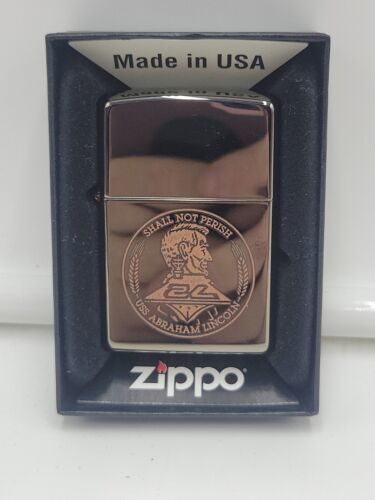 Made in USA
SHALL NOT PERISH
USS ABRAHAM LINCOLN
zippo